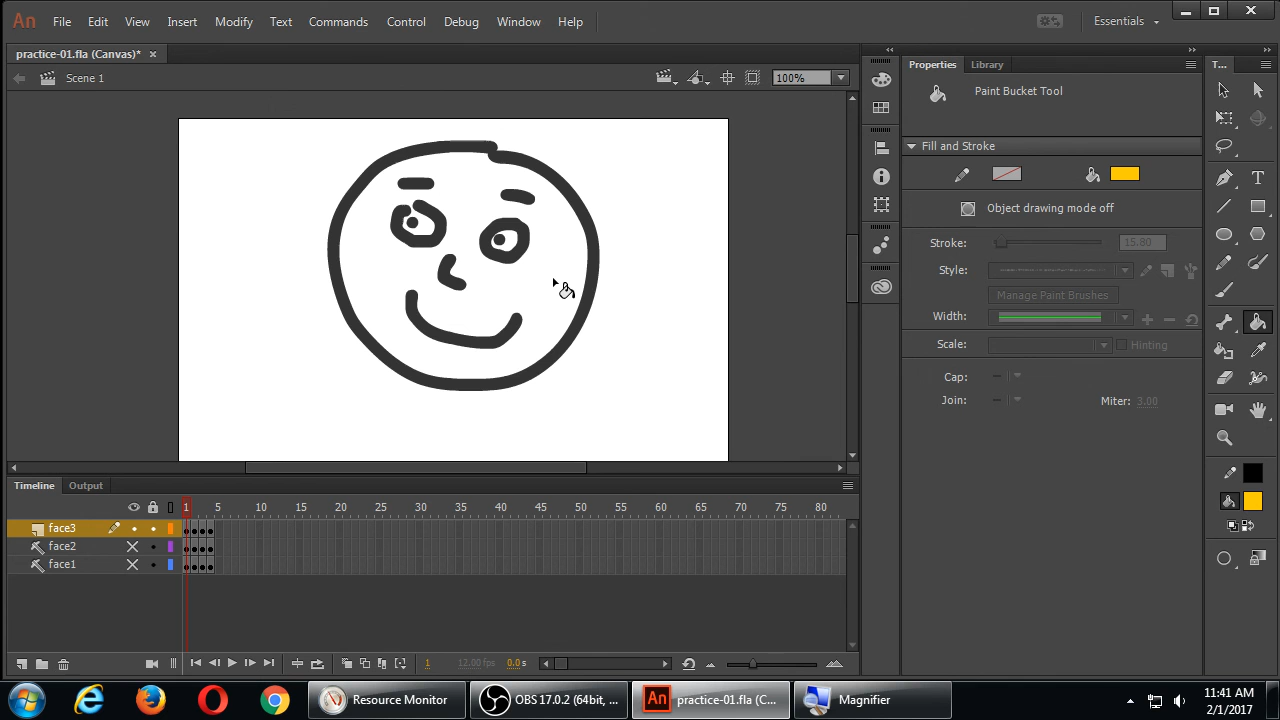 An File Edit View Insert Modify Text Commands Control Debug Window Help Essentials
practice-01.fla (Canvas)* ×
Scene 1
100%
Properties Library
T...
Paint Bucket Tool
Fill and Stroke
Object drawing mode off
Stroke: 15.80
Style:
Manage Paint Brushes
Width:
Scale: Hinting
Cap:
Join: Miter: 3.00
Timeline Output
1 5 10 15 20 25 30 35 40 45 50 55 60 65 70 75 80
face3
face2
face1
1 12.00 fps 0.0 s
Resource Monitor
OBS 17.0.2 (64bit, ...
An practice-01.fla (C...
Magnifier
11:41 AM
2/1/2017